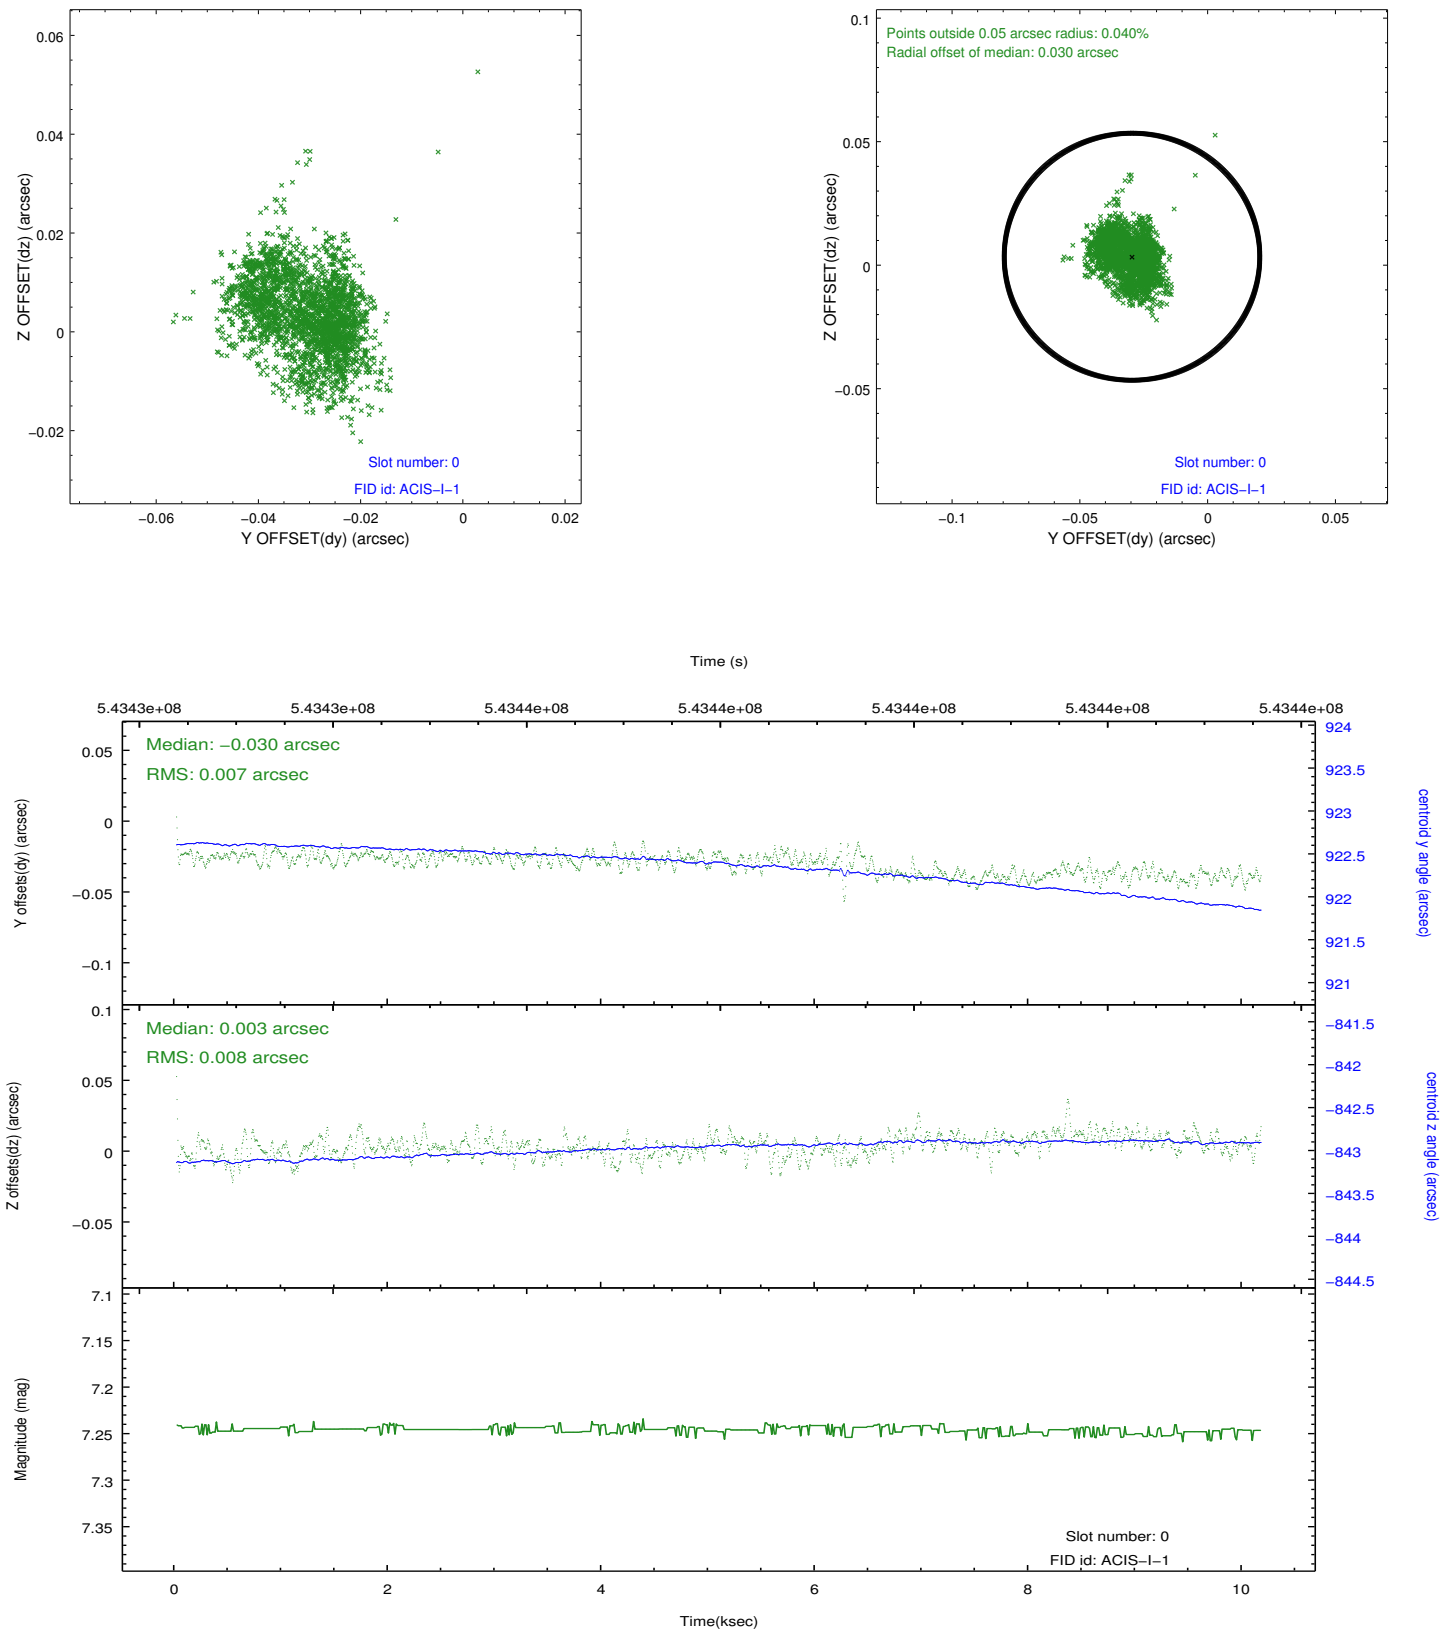 0.06
0.04
0.02
0
−0.02
Z OFFSET(dz) (arcsec)
Slot number: 0
FID id: ACIS−I−1
−0.06 −0.04 −0.02 0 0.02
Y OFFSET(dy) (arcsec)
0.1
0.05
0
−0.05
Z OFFSET(dz) (arcsec)
Points outside 0.05 arcsec radius: 0.040%
Radial offset of median: 0.030 arcsec
Slot number: 0
FID id: ACIS−I−1
−0.1 −0.05 0 0.05
Y OFFSET(dy) (arcsec)
Time (s)
5.4343e+08 5.4343e+08 5.4344e+08 5.4344e+08 5.4344e+08 5.4344e+08 5.4344e+08
Median: −0.030 arcsec
RMS: 0.007 arcsec
0.05
0
−0.05
−0.1
Y offsets(dy) (arcsec)
924
923.5
923
922.5
922
921.5
921
centroid y angle (arcsec)
Median: 0.003 arcsec
RMS: 0.008 arcsec
0.1
0.05
0
−0.05
Z offsets(dz) (arcsec)
−841.5
−842
−842.5
−843
−843.5
−844
−844.5
centroid z angle (arcsec)
7.1
7.15
7.2
7.25
7.3
7.35
Magnitude (mag)
Slot number: 0
FID id: ACIS−I−1
0 2 4 6 8 10
Time(ksec)